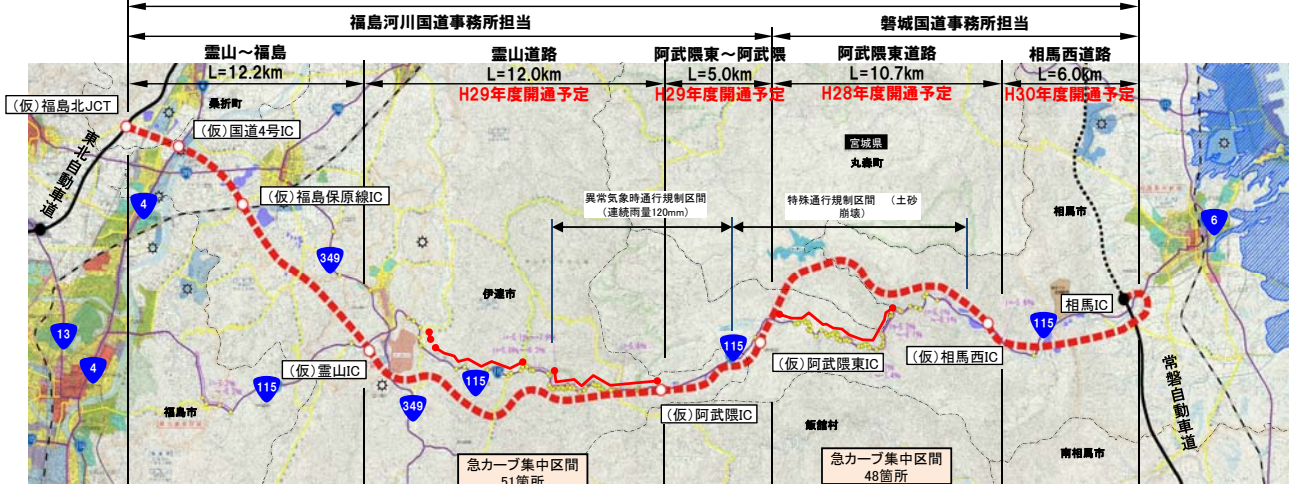 福島河川国道事務所担当
磐城国道事務所担当
霊山～福島
L=12.2km
霊山道路
L=12.0km
H29年度開通予定
阿武隈東～阿武隈
L=5.0km
H29年度開通予定
阿武隈東道路
L=10.7km
H28年度開通予定
相馬西道路
L=6.0km
H30年度開通予定
(仮)福島北JCT
桑折町
(仮)国道4号IC
東北自動車道
宮城県
丸森町
4
(仮)福島保原線IC
異常気象時通行規制区間
(連続雨量120mm)
特殊通行規制区間 (土砂
崩壊)
相馬市
6
349
伊達市
相馬IC
13
4
115
115
(仮)霊山IC
115
(仮)阿武隈東IC
(仮)相馬西IC
115
福島市
349
(仮)阿武隈IC
常磐自動車道
飯舘村
南相馬市
急カーブ集中区間
51箇所
急カーブ集中区間
48箇所